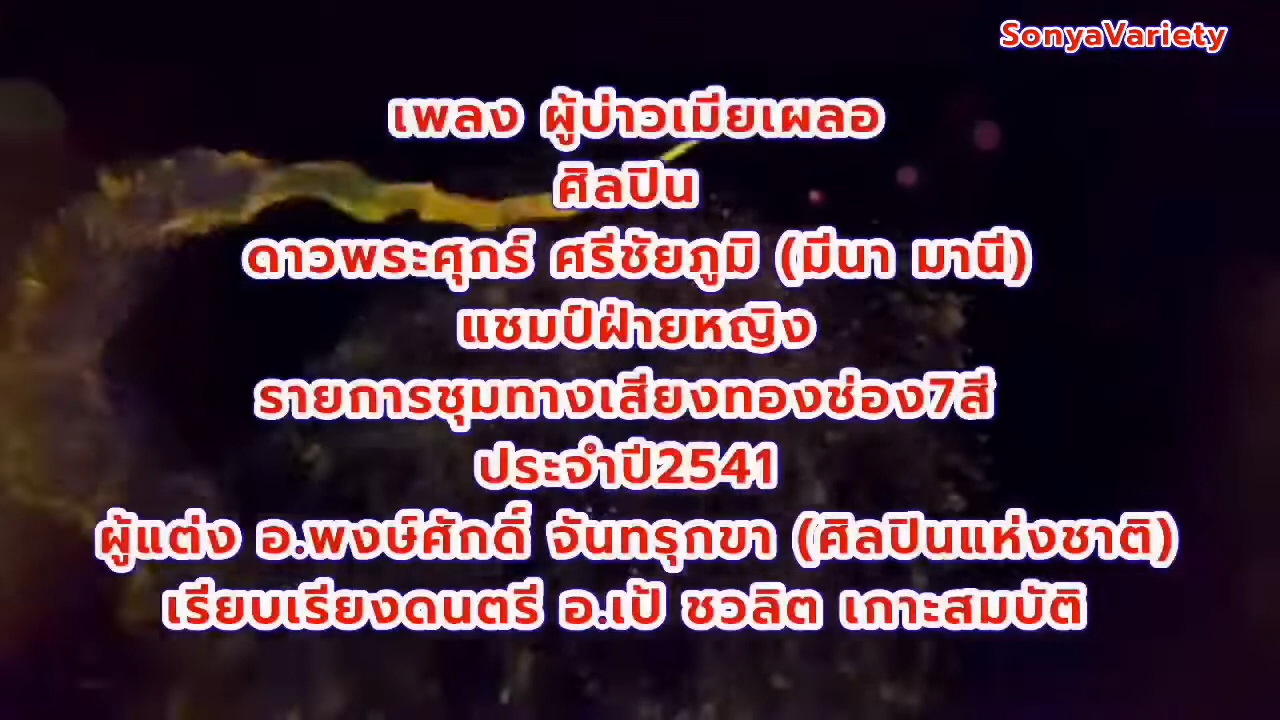 SonyaVariety
เพลง ผู้บ่าวเมียเผลอ
ศิลปิน
ดาวพระศุกร์ ศรีชัยภูมิ (มีนา มานี)
แชมป์ฝ่ายหญิง
รายการชุมทางเสียงทองช่อง7สี
ประจำปี2541
ผู้แต่ง อ.พงษ์ศักดิ์ จันทรุกขา (ศิลปินแห่งชาติ)
เรียบเรียงดนตรี อ.เป้ ชวลิต เกาะสมบัติ